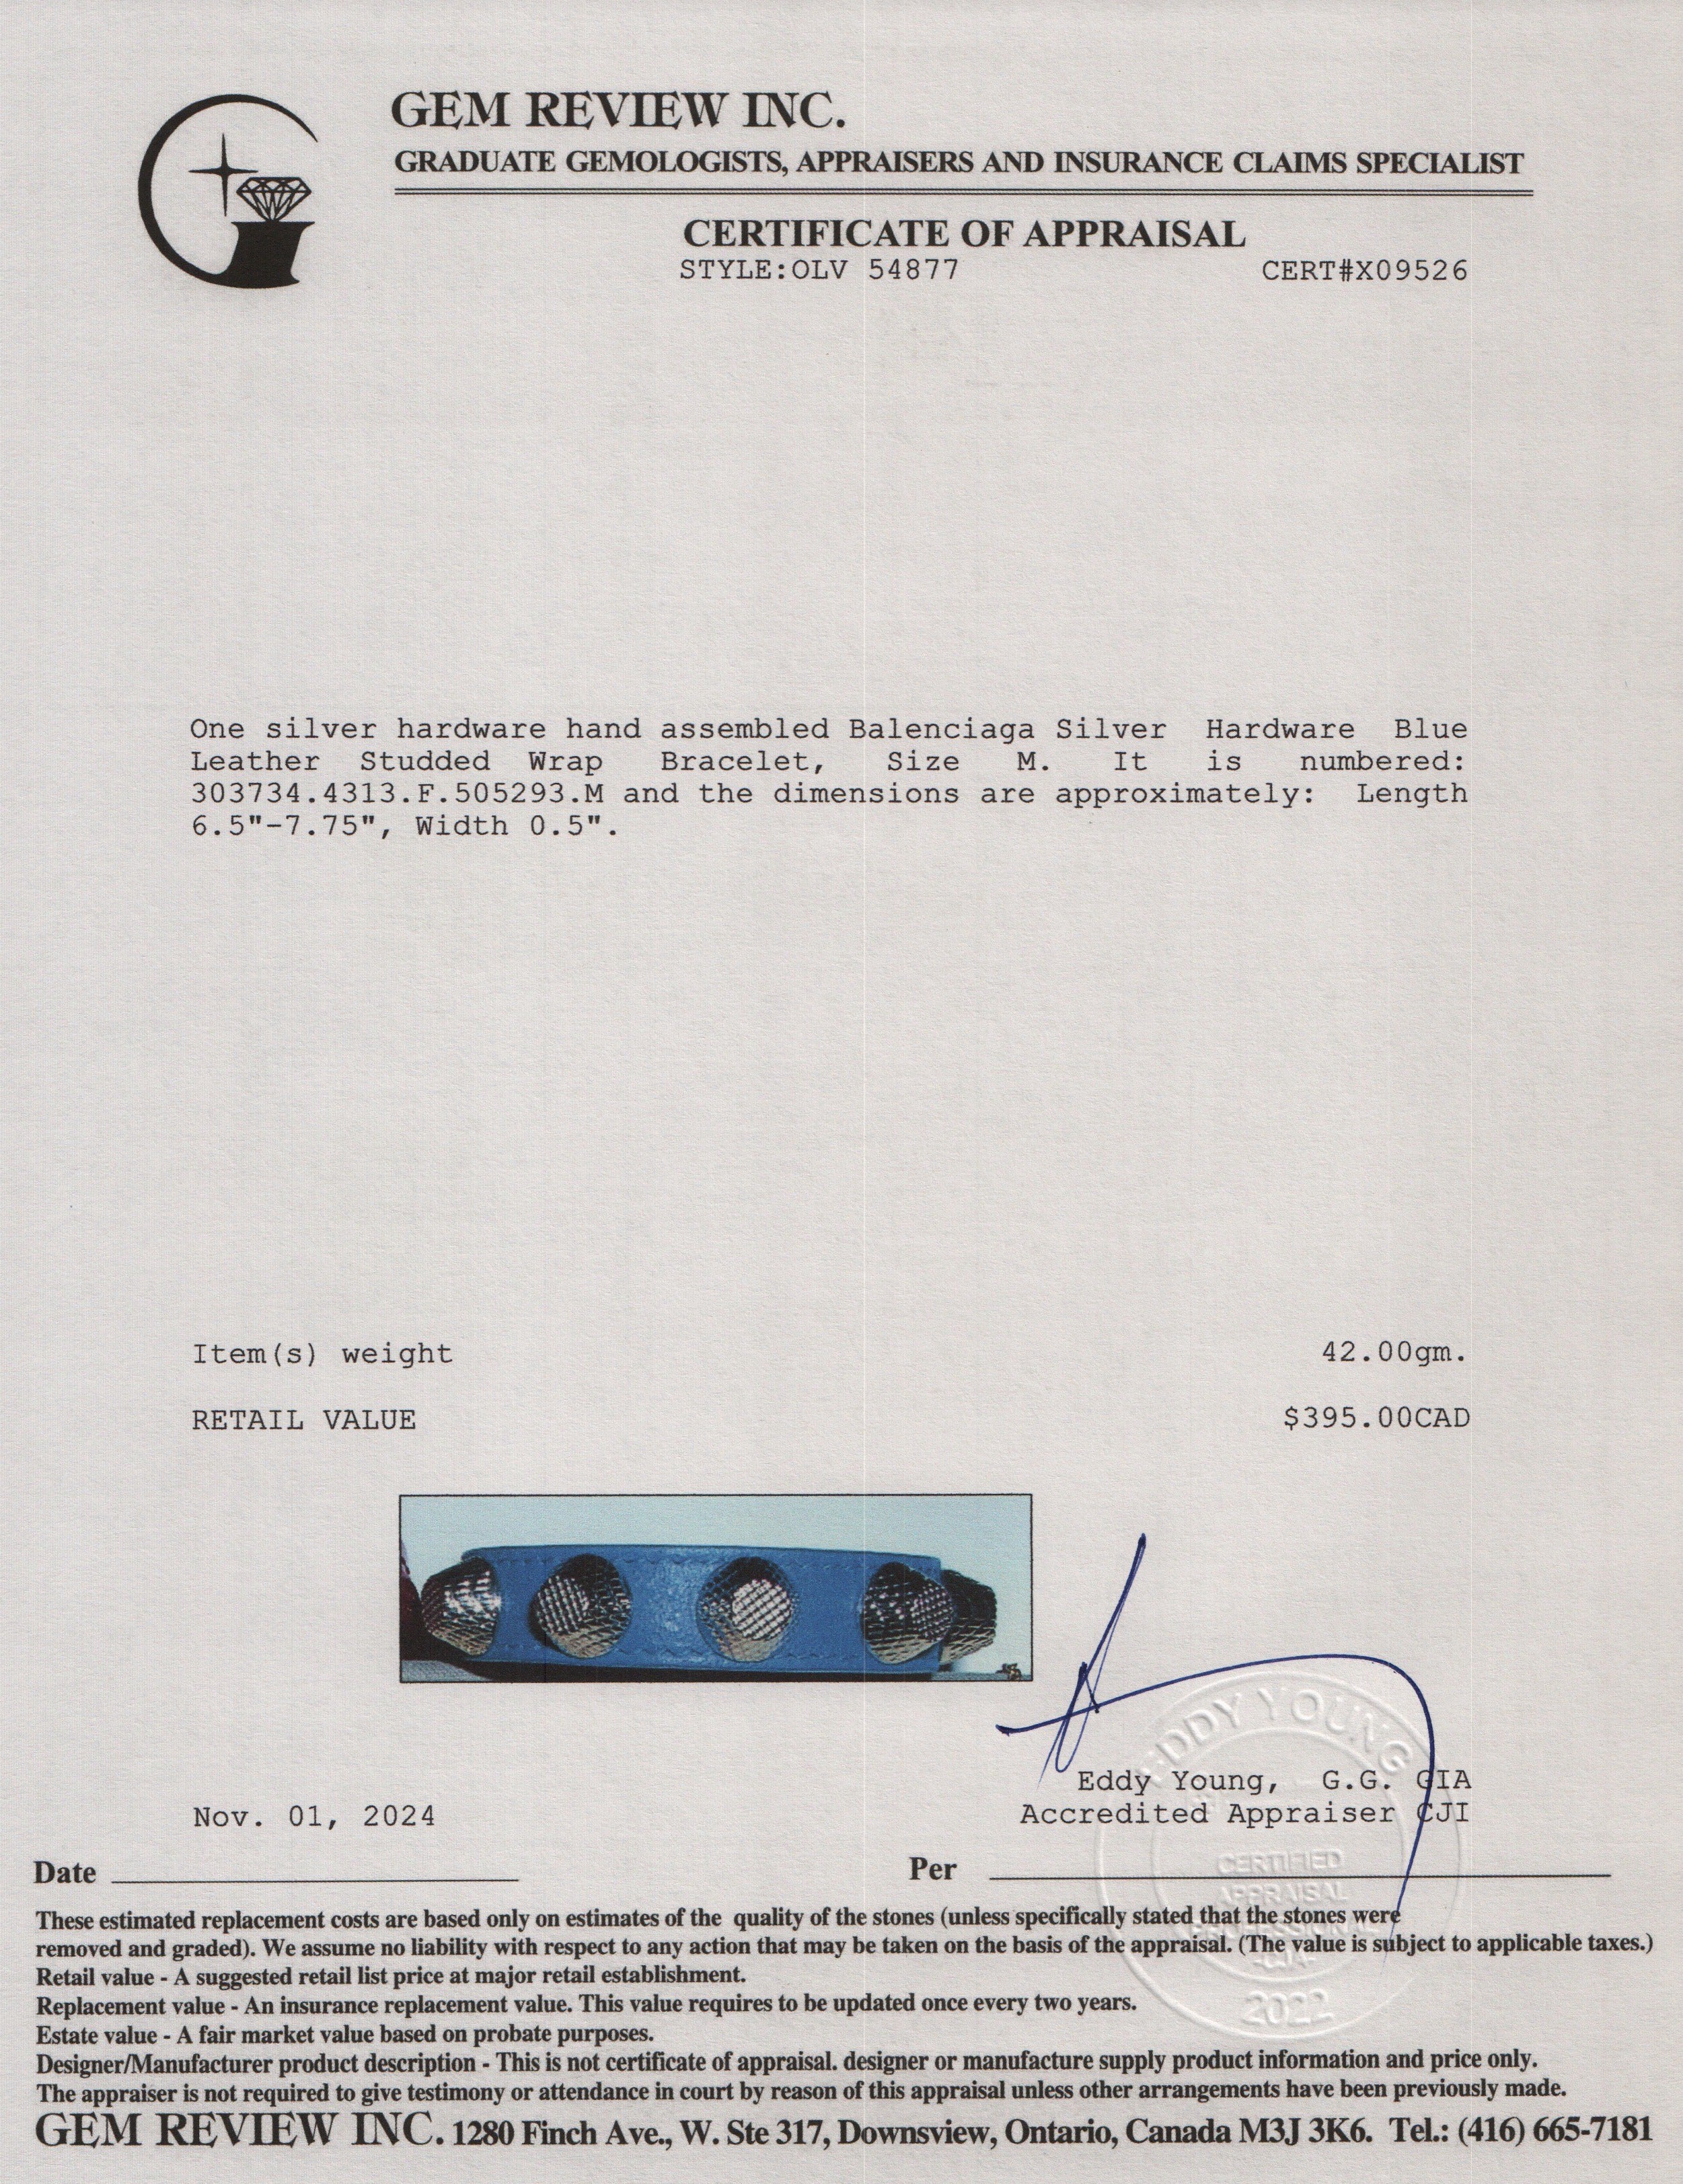 GEM REVIEW INC.
GRADUATE GEMOLOGISTS, APPRAISERS AND INSURANCE CLAIMS SPECIALIST
CERTIFICATE OF APPRAISAL
STYLE:OLV 54877 CERT#X09526
One silver hardware hand assembled Balenciaga Silver Hardware Blue
Leather Studded Wrap Bracelet, Size M. It is numbered:
303734.4313.F.505293.M and the dimensions are approximately: Length
6.5"-7.75", Width 0.5".
Item(s) weight 42.00gm.
RETAIL VALUE $395.00CAD
EDDY YOUNG
Eddy Young, G.G. GIA
Nov. 01, 2024 Accredited Appraiser CJI
CERTIFIED
APPRAISAL
2022
Date Per
These estimated replacement costs are based only on estimates of the quality of the stones (unless specifically stated that the stones were
removed and graded). We assume no liability with respect to any action that may be taken on the basis of the appraisal. (The value is subject to applicable taxes.)
Retail value - A suggested retail list price at major retail establishment.
Replacement value - An insurance replacement value. This value requires to be updated once every two years.
Estate value - A fair market value based on probate purposes.
Designer/Manufacturer product description - This is not certificate of appraisal. designer or manufacture supply product information and price only.
The appraiser is not required to give testimony or attendance in court by reason of this appraisal unless other arrangements have been previously made.
GEM REVIEW INC. 1280 Finch Ave., W. Ste 317, Downsview, Ontario, Canada M3J 3K6. Tel.: (416) 665-7181